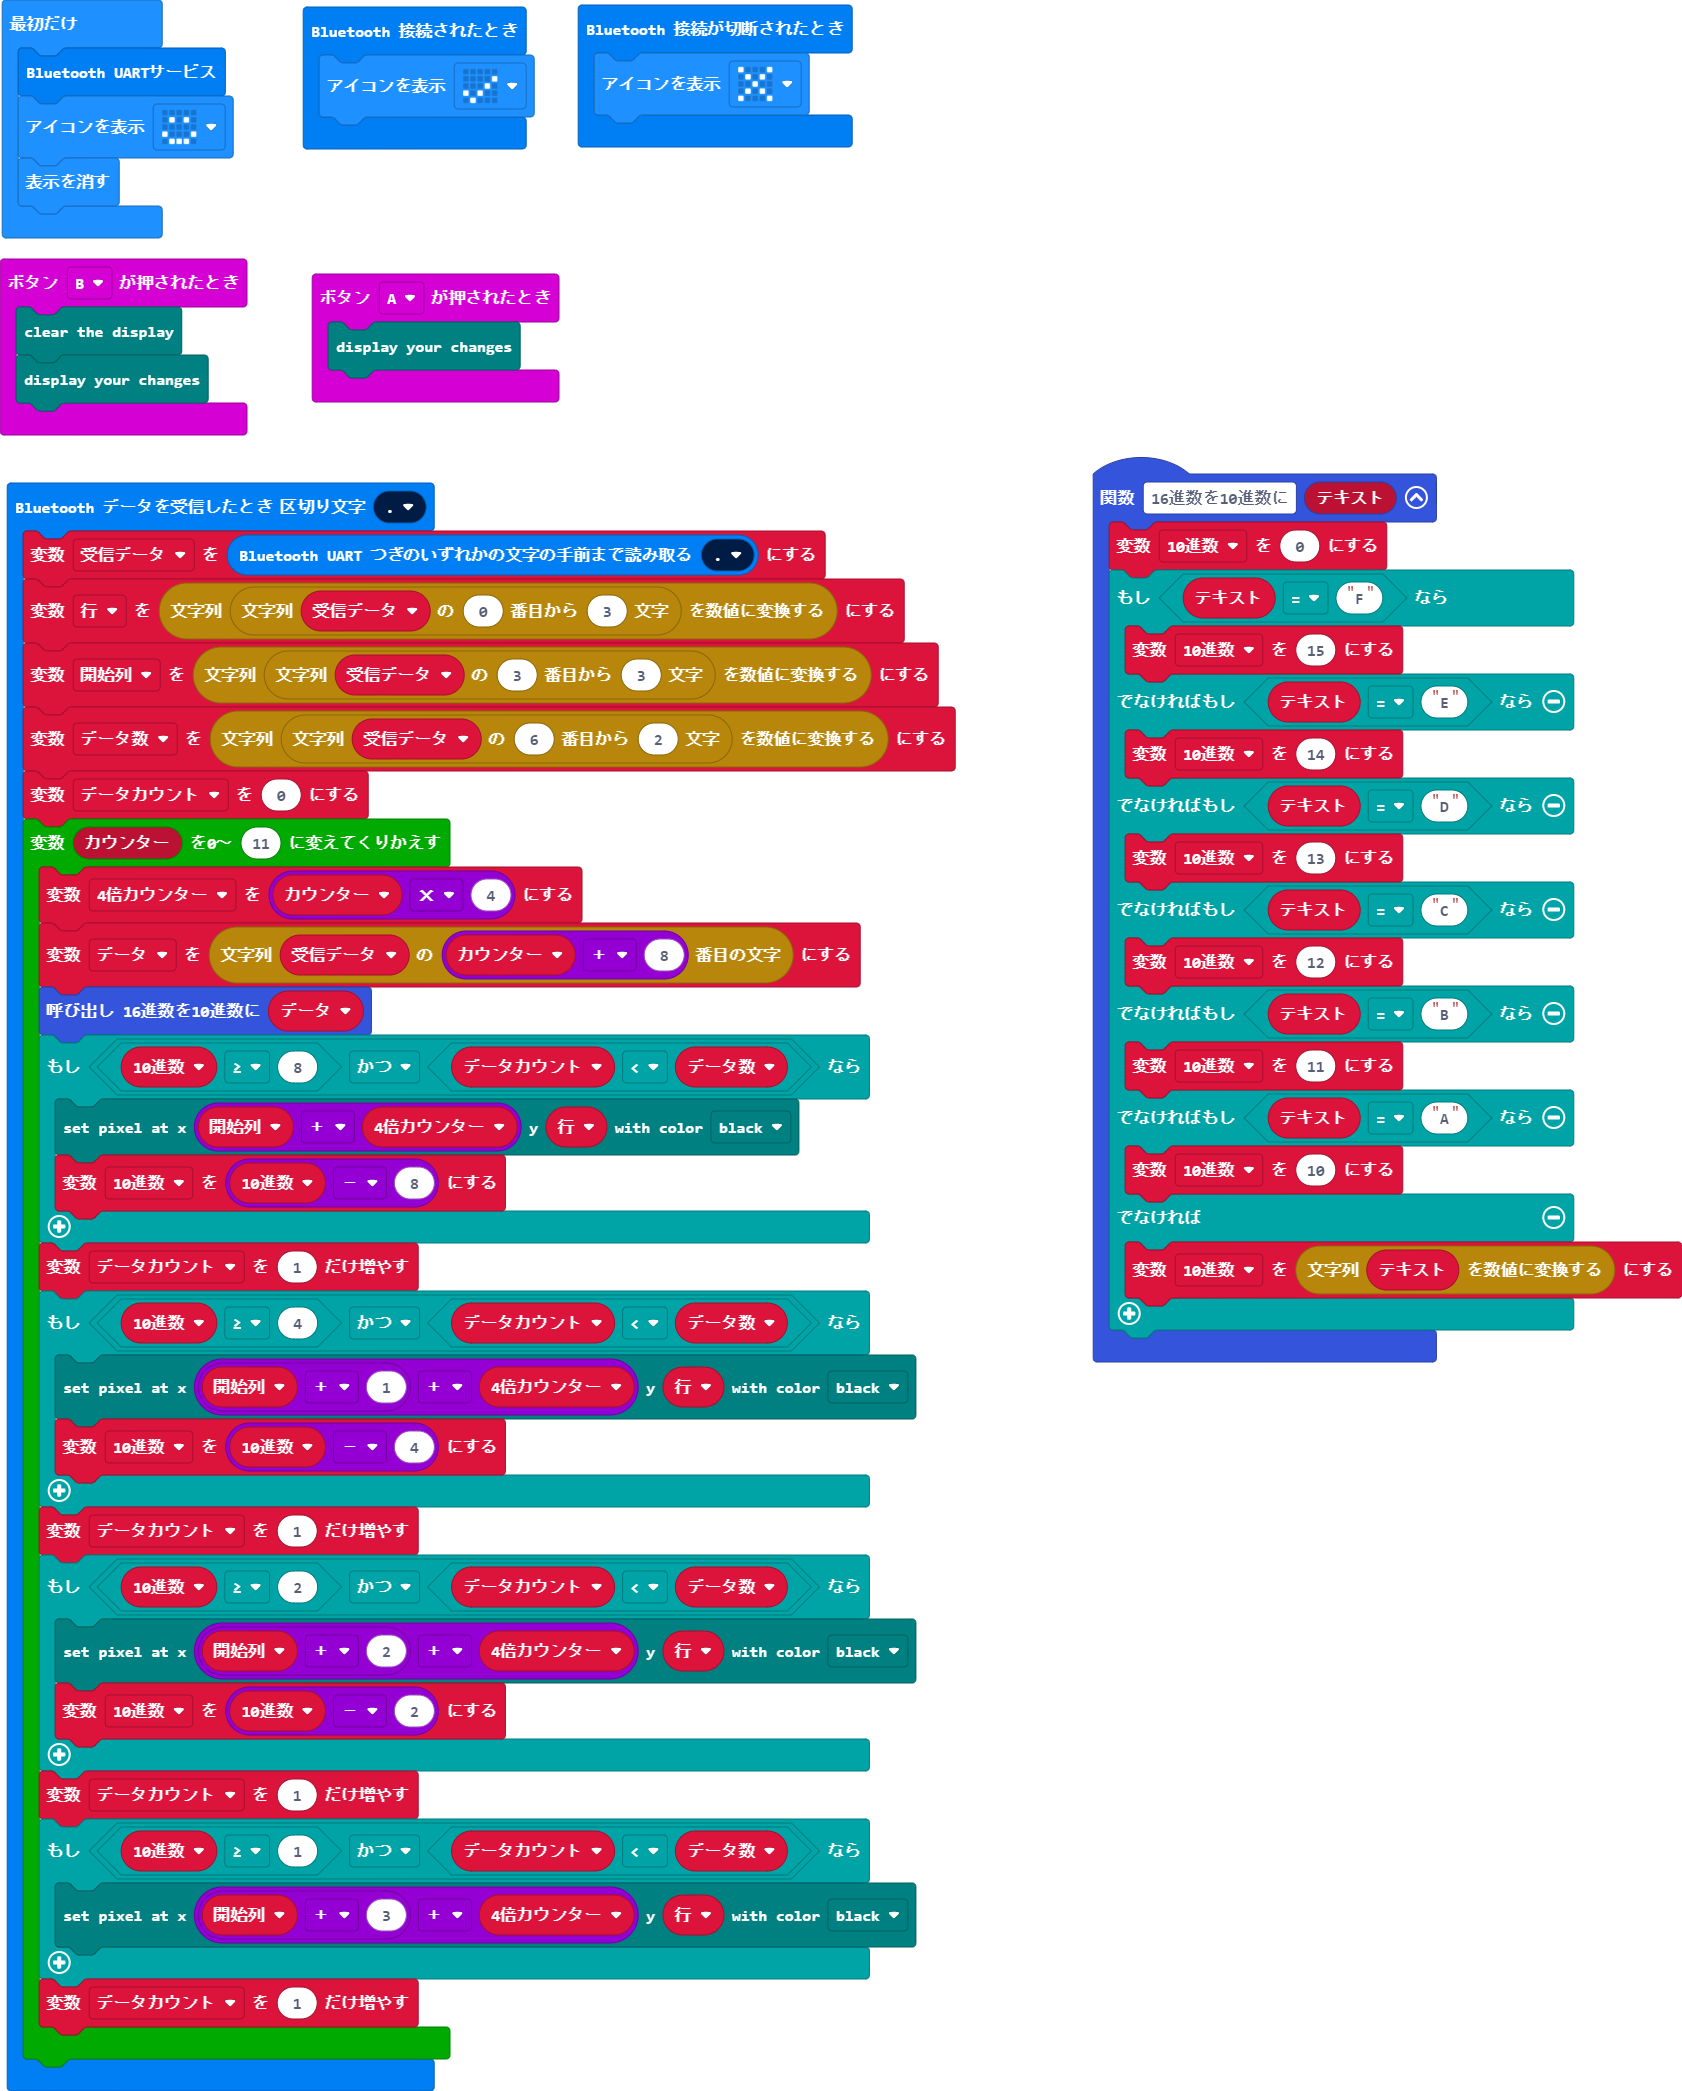 最初だけ
Bluetooth UARTサービス
アイコンを表示
表示を消す
Bluetooth 接続されたとき
アイコンを表示
Bluetooth 接続が切断されたとき
アイコンを表示
ボタン B が押されたとき
clear the display
display your changes
ボタン A が押されたとき
display your changes
Bluetooth データを受信したとき 区切り文字 .
変数 受信データ を Bluetooth UART つぎのいずれかの文字の手前まで読み取る . にする
変数 行 を 文字列 文字列 受信データ の 0 番目から 3 文字 を数値に変換する にする
変数 開始列 を 文字列 文字列 受信データ の 3 番目から 3 文字 を数値に変換する にする
変数 データ数 を 文字列 文字列 受信データ の 6 番目から 2 文字 を数値に変換する にする
変数 データカウント を 0 にする
変数 カウンター を0～ 11 に変えてくりかえす
変数 4倍カウンター を カウンター × 4 にする
変数 データ を 文字列 受信データ の カウンター + 8 番目の文字 にする
呼び出し 16進数を10進数に データ
もし 10進数 ≥ 8 かつ データカウント < データ数 なら
set pixel at x 開始列 + 4倍カウンター y 行 with color black
変数 10進数 を 10進数 - 8 にする
変数 データカウント を 1 だけ増やす
もし 10進数 ≥ 4 かつ データカウント < データ数 なら
set pixel at x 開始列 + 1 + 4倍カウンター y 行 with color black
変数 10進数 を 10進数 - 4 にする
変数 データカウント を 1 だけ増やす
もし 10進数 ≥ 2 かつ データカウント < データ数 なら
set pixel at x 開始列 + 2 + 4倍カウンター y 行 with color black
変数 10進数 を 10進数 - 2 にする
変数 データカウント を 1 だけ増やす
もし 10進数 ≥ 1 かつ データカウント < データ数 なら
set pixel at x 開始列 + 3 + 4倍カウンター y 行 with color black
変数 データカウント を 1 だけ増やす
関数 16進数を10進数に テキスト
変数 10進数 を 0 にする
もし テキスト = "F" なら
変数 10進数 を 15 にする
でなければもし テキスト = "E" なら
変数 10進数 を 14 にする
でなければもし テキスト = "D" なら
変数 10進数 を 13 にする
でなければもし テキスト = "C" なら
変数 10進数 を 12 にする
でなければもし テキスト = "B" なら
変数 10進数 を 11 にする
でなければもし テキスト = "A" なら
変数 10進数 を 10 にする
でなければ
変数 10進数 を 文字列 テキスト を数値に変換する にする